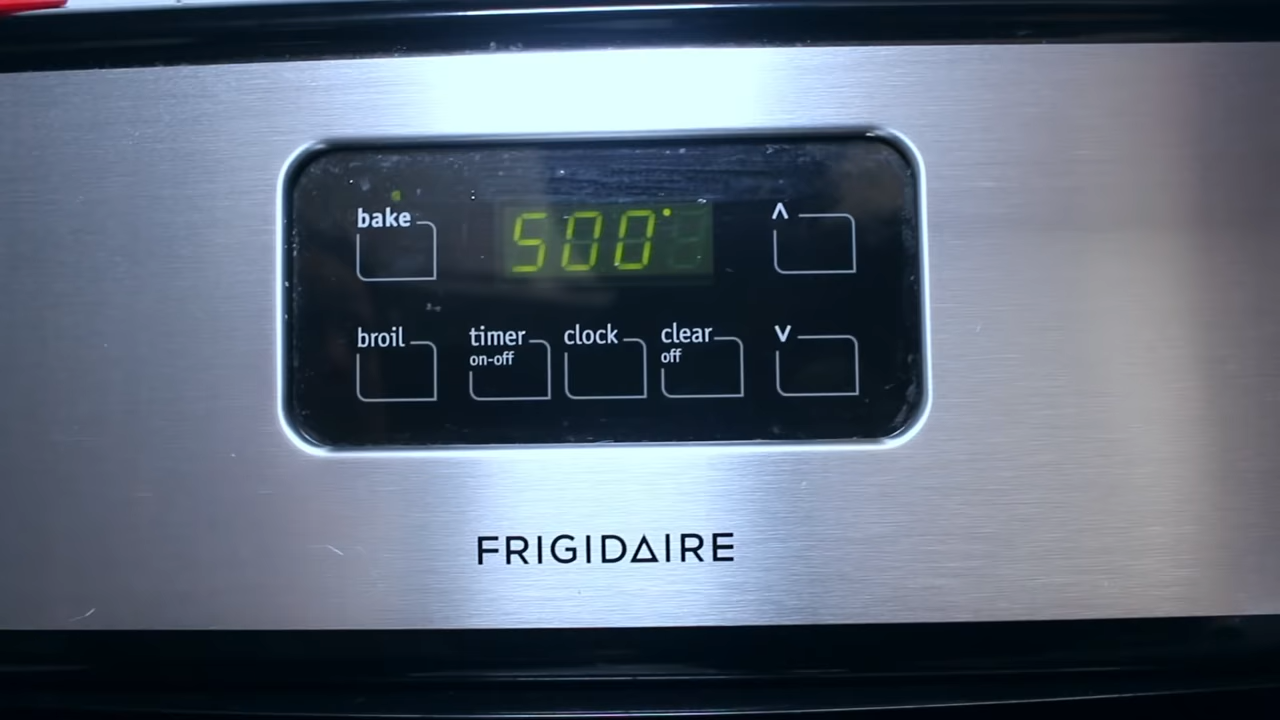 bake
500°
^
broil
timer
on-off
clock
clear
off
v
FRIGIDAIRE